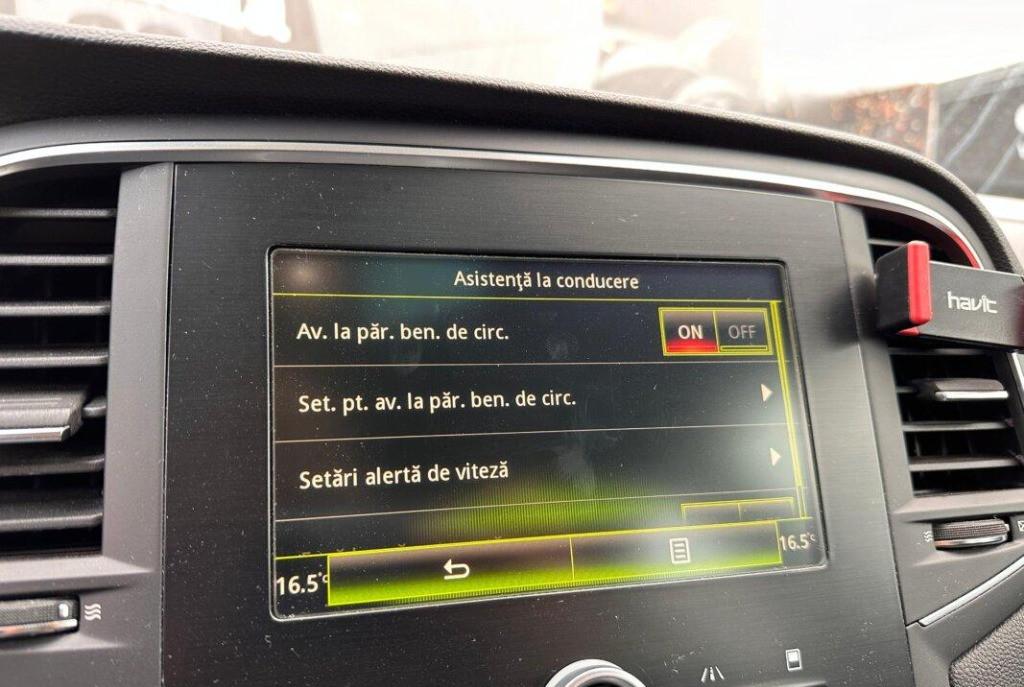 Asistenţă la conducere
Av. la păr. ben. de circ.
ON OFF
Set. pt. av. la păr. ben. de circ.
Setări alertă de viteză
16.5°C
16.5°C
havit